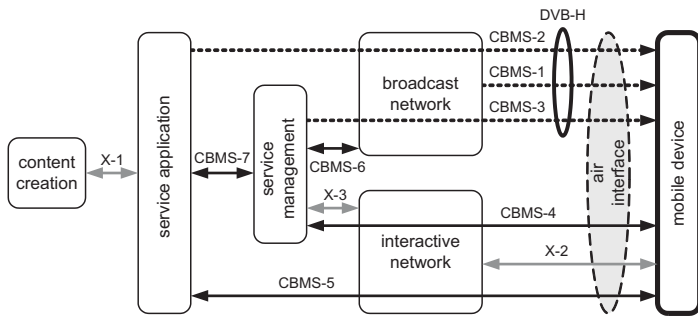 DVB-H
CBMS-2
CBMS-1
broadcast
network
CBMS-3
content
creation
X-1
service application
CBMS-7
service
management
CBMS-6
X-3
CBMS-4
interactive
network
X-2
CBMS-5
air
interface
mobile device